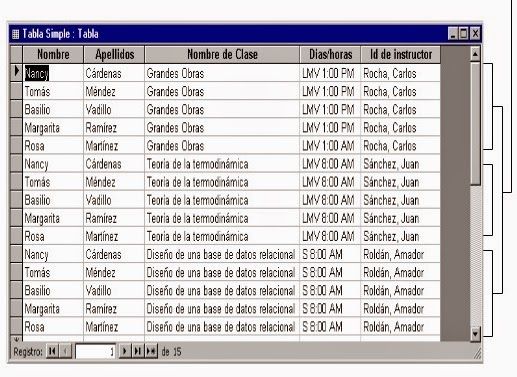 Tabla Simple : Tabla
Nombre Apellidos Nombre de Clase Dias/horas Id de instructor
Nancy Cárdenas Grandes Obras LMV 1:00 PM Rocha, Carlos
Tomás Méndez Grandes Obras LMV 1:00 PM Rocha, Carlos
Basilio Vadillo Grandes Obras LMV 1:00 PM Rocha, Carlos
Margarita Ramírez Grandes Obras LMV 1:00 PM Rocha, Carlos
Rosa Martínez Grandes Obras LMV 1:00 PM Rocha, Carlos
Nancy Cárdenas Teoría de la termodinámica LMV 8:00 AM Sánchez, Juan
Tomás Méndez Teoría de la termodinámica LMV 8:00 AM Sánchez, Juan
Basilio Vadillo Teoría de la termodinámica LMV 8:00 AM Sánchez, Juan
Margarita Ramírez Teoría de la termodinámica LMV 8:00 AM Sánchez, Juan
Rosa Martínez Teoría de la termodinámica LMV 8:00 AM Sánchez, Juan
Nancy Cárdenas Diseño de una base de datos relacional S 8:00 AM Roldán, Amador
Tomás Méndez Diseño de una base de datos relacional S 8:00 AM Roldán, Amador
Basilio Vadillo Diseño de una base de datos relacional S 8:00 AM Roldán, Amador
Margarita Ramírez Diseño de una base de datos relacional S 8:00 AM Roldán, Amador
Rosa Martínez Diseño de una base de datos relacional S 8:00 AM Roldán, Amador
Registro: 1 de 15